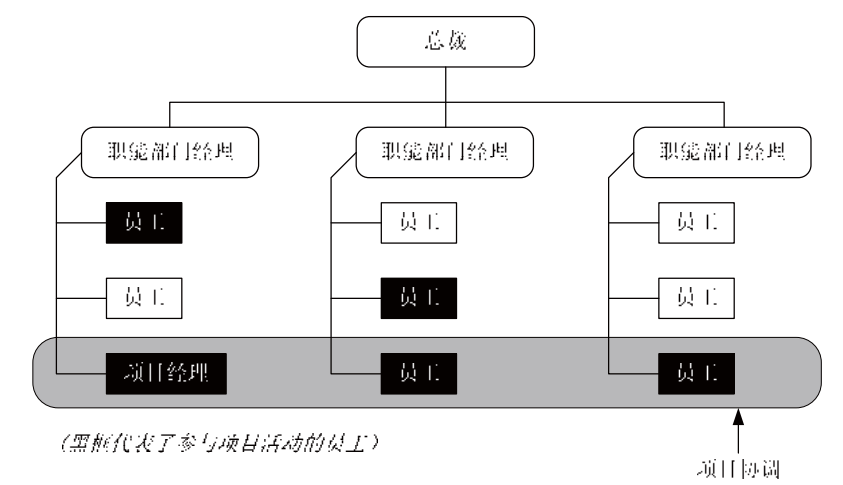 总裁
职能部门经理 职能部门经理 职能部门经理
员工 员工 员工
员工 员工 员工
项目经理 员工 员工
(黑框代表了参与项目活动的员工)
项目协调